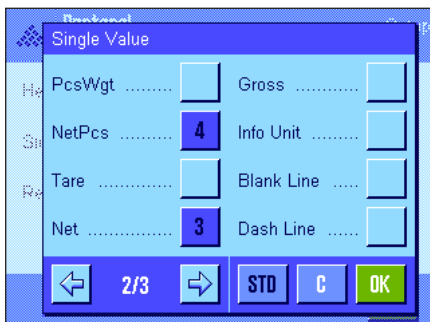 Single Value
PcsWgt .........
NetPcs ......... 4
Tare ..............
Net ................ 3
Gross ............
Info Unit .........
Blank Line .....
Dash Line .....
2/3
STD
C
OK